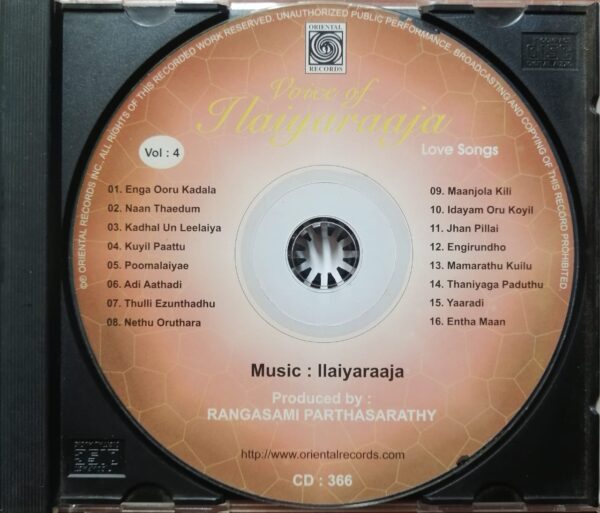 ℗© ORIENTAL RECORDS INC., ALL RIGHTS OF THIS RECORDED WORK RESERVED. UNAUTHORIZED PUBLIC PERFORMANCE, BROADCASTING AND COPYING OF THIS RECORD PROHIBITED.
ORIENTAL
RECORDS
Voice of
Ilaiyaraaja
Love Songs
Vol : 4
01. Enga Ooru Kadala
02. Naan Thaedum
03. Kadhal Un Leelaiya
04. Kuyil Paattu
05. Poomalaiyae
06. Adi Aathadi
07. Thulli Ezunthadhu
08. Nethu Oruthara
09. Maanjola Kili
10. Idayam Oru Koyil
11. Jhan Pillai
12. Engirundho
13. Mamarathu Kuilu
14. Thaniyaga Paduthu
15. Yaaradi
16. Entha Maan
Music : Ilaiyaraaja
Produced by :
RANGASAMI PARTHASARATHY
http://www.orientalrecords.com
CD : 366